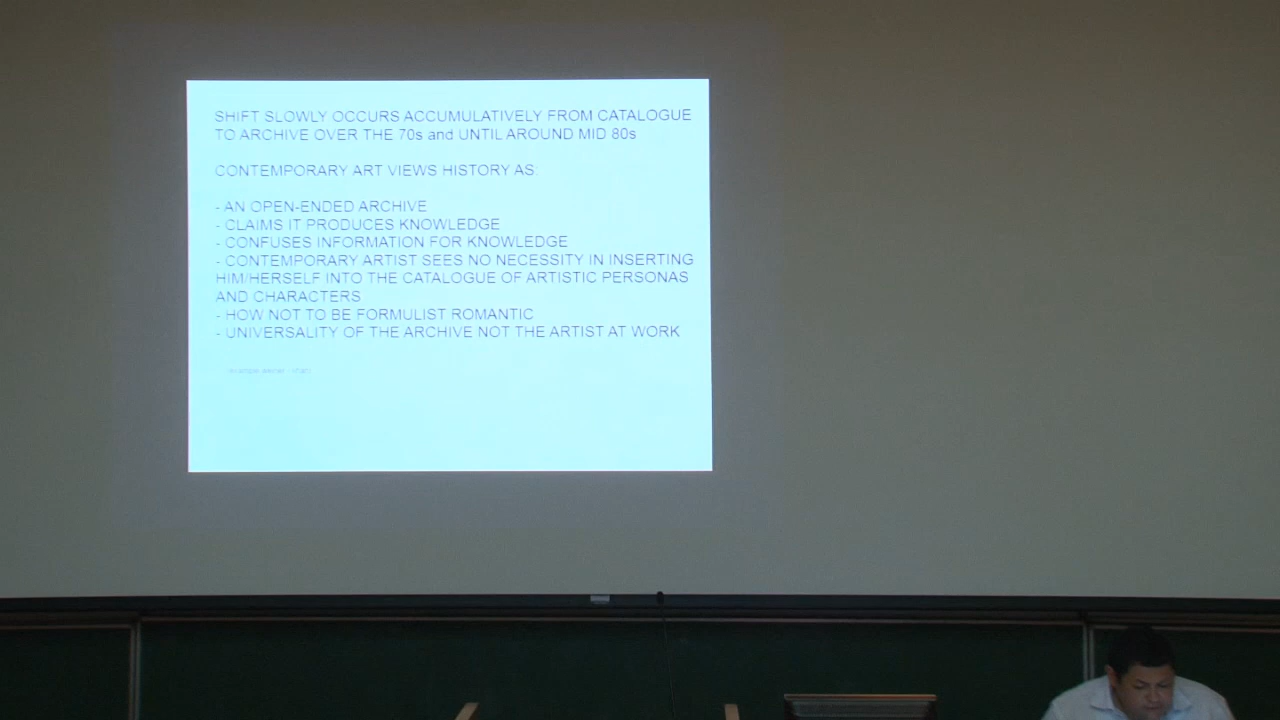 SHIFT SLOWLY OCCURS ACCUMULATIVELY FROM CATALOGUE
TO ARCHIVE OVER THE 70s and UNTIL AROUND MID 80s
CONTEMPORARY ART VIEWS HISTORY AS:
- AN OPEN-ENDED ARCHIVE
- CLAIMS IT PRODUCES KNOWLEDGE
- CONFUSES INFORMATION FOR KNOWLEDGE
- CONTEMPORARY ARTIST SEES NO NECESSITY IN INSERTING
HIM/HERSELF INTO THE CATALOGUE OF ARTISTIC PERSONAS
AND CHARACTERS
- HOW NOT TO BE FORMULIST ROMANTIC
- UNIVERSALITY OF THE ARCHIVE NOT THE ARTIST AT WORK